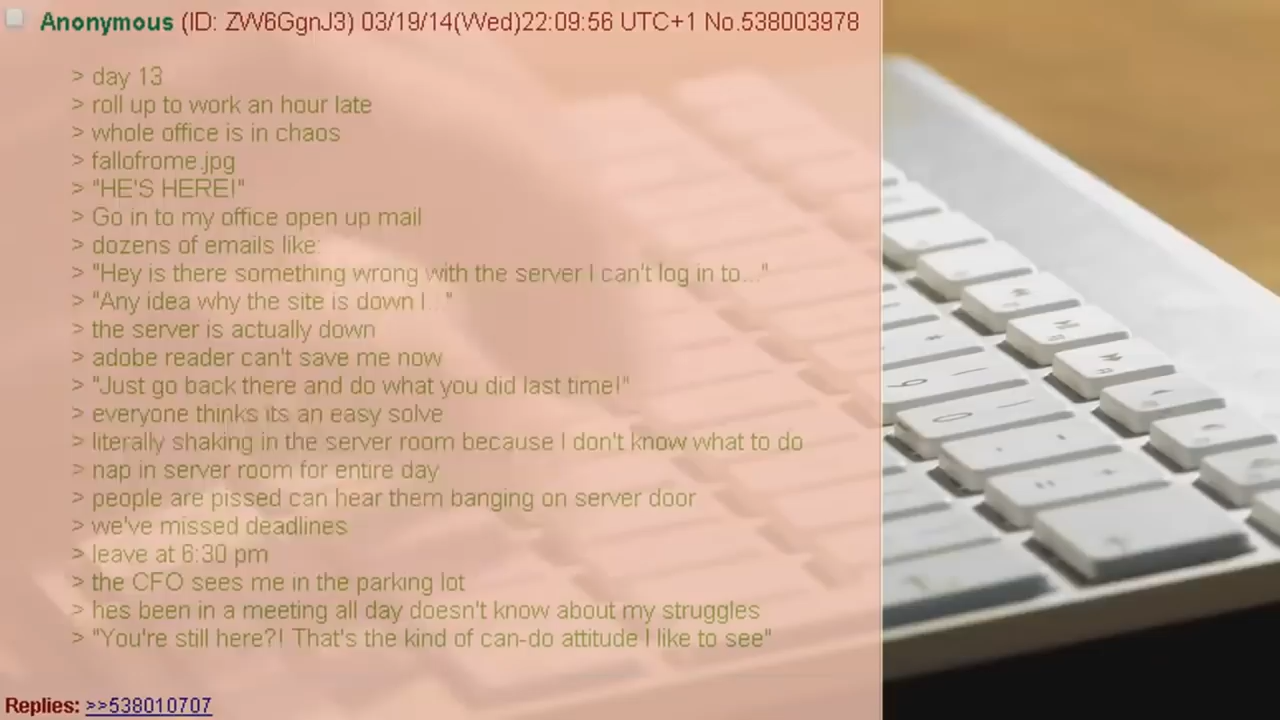 Anonymous (ID: ZW6GgnJ3) 03/19/14(Wed)22:09:56 UTC+1 No.538003978
> day 13
> roll up to work an hour late
> whole office is in chaos
> fallofrome.jpg
> "HE'S HERE!"
> Go in to my office open up mail
> dozens of emails like:
> "Hey is there something wrong with the server I can't log in to..."
> "Any idea why the site is down I..."
> the server is actually down
> adobe reader can't save me now
> "Just go back there and do what you did last time!"
> everyone thinks its an easy solve
> literally shaking in the server room because I don't know what to do
> nap in server room for entire day
> people are pissed can hear them banging on server door
> we've missed deadlines
> leave at 6:30 pm
> the CFO sees me in the parking lot
> hes been in a meeting all day doesn't know about my struggles
> "You're still here?! That's the kind of can-do attitude I like to see"
Replies: >>538010707